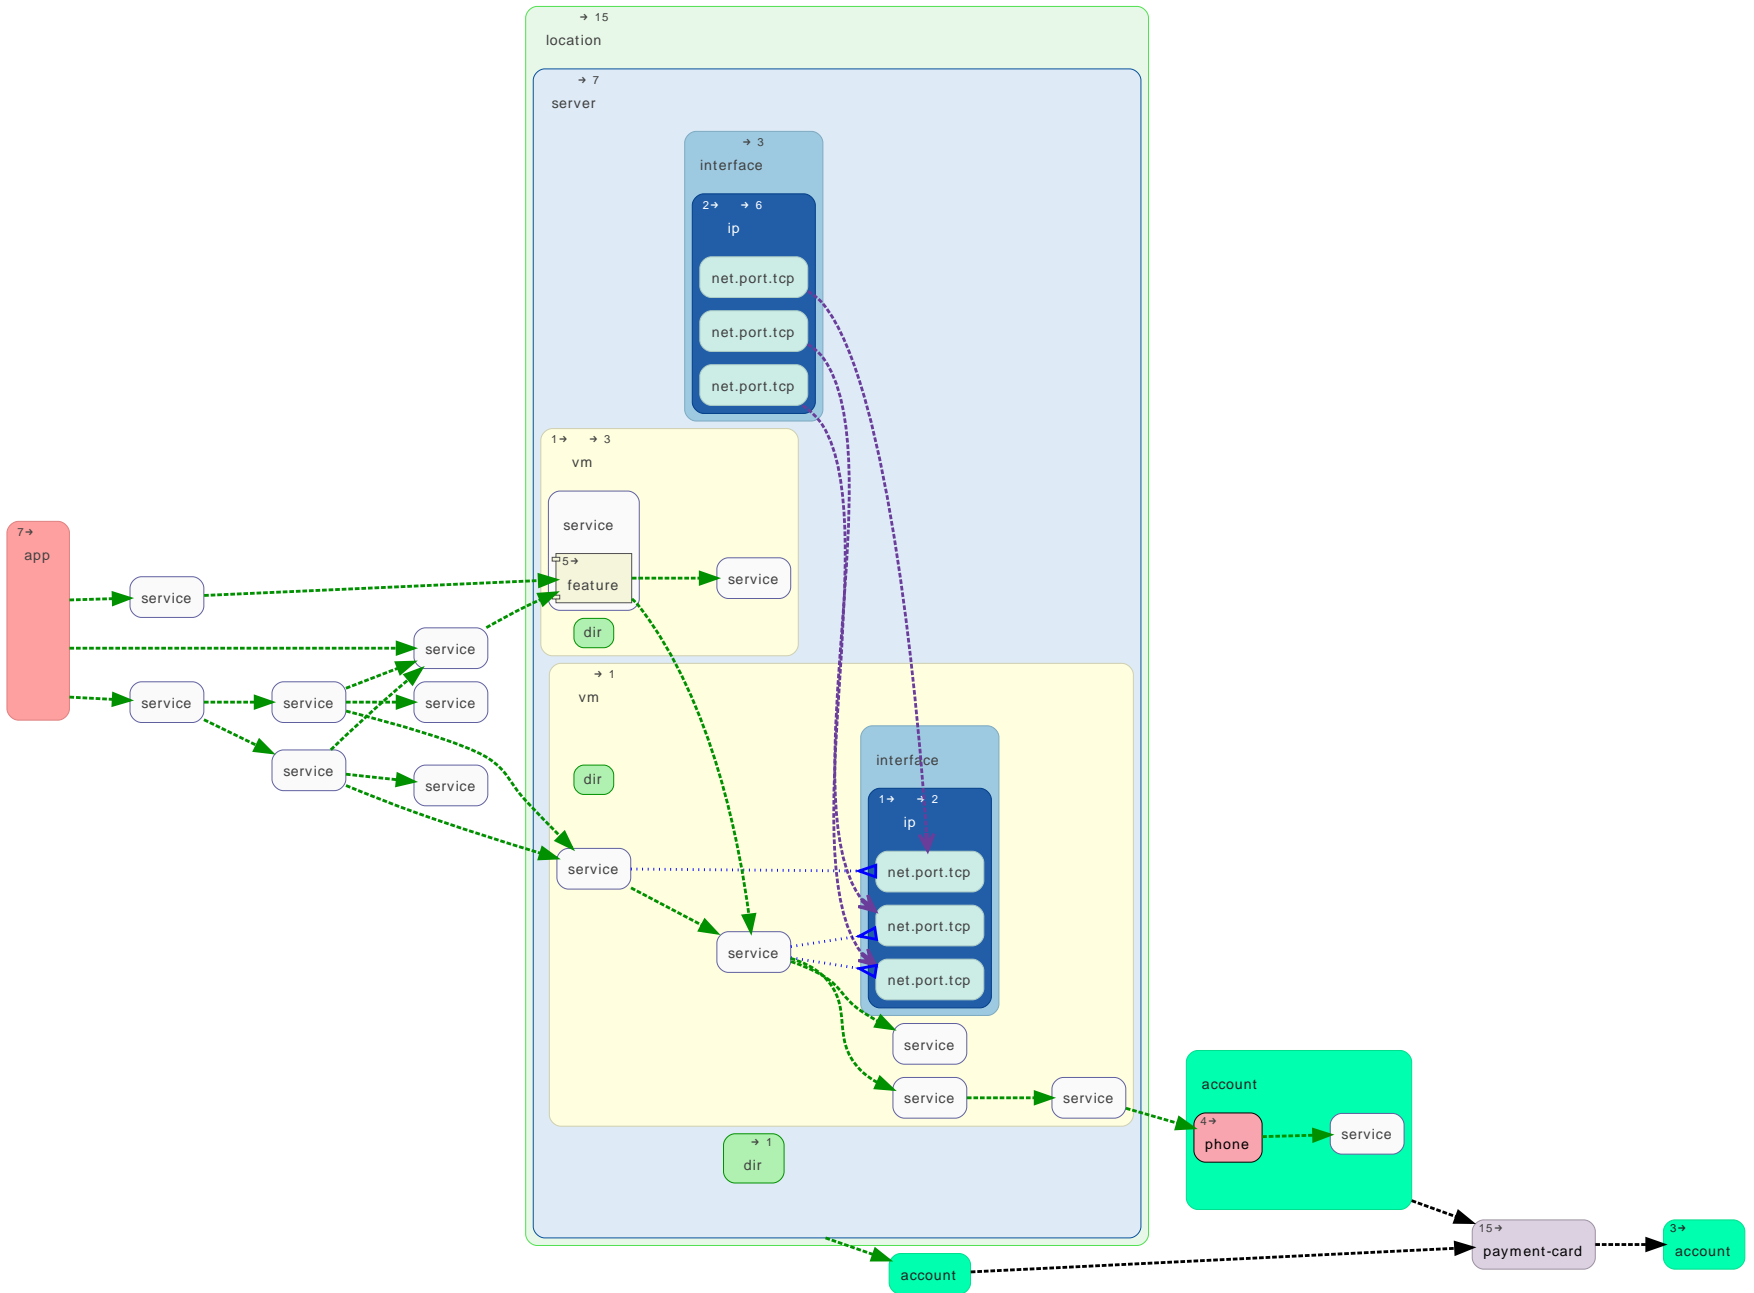 → 15
location
→ 7
server
→ 3
interface
2→ → 6
ip
net.port.tcp
net.port.tcp
net.port.tcp
1→ → 3
vm
service
5→
feature
service
dir
7→
app
service
service
service
service
service
service
service
→ 1
vm
dir
interface
1→ → 2
ip
service
net.port.tcp
net.port.tcp
service
net.port.tcp
service
service
service
→ 1
dir
account
4→
phone
service
15→
payment-card
3→
account
account